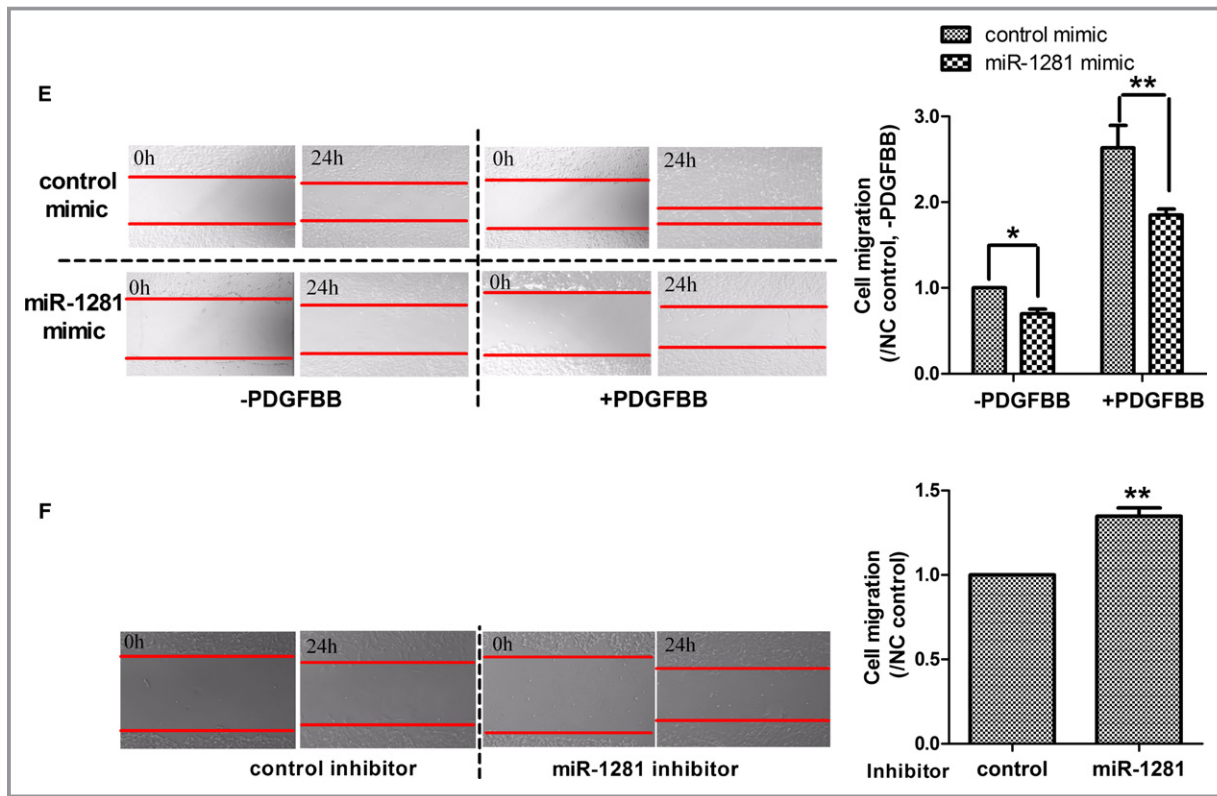 control mimic
miR-1281 mimic
E
0h
24h
0h
24h
control
mimic
0h
24h
0h
24h
miR-1281
mimic
-PDGFBB
+PDGFBB
**
*
3.0
2.0
1.0
0.0
Cell migration
(/NC control, -PDGFBB)
-PDGFBB
+PDGFBB
F
0h
24h
0h
24h
control inhibitor
miR-1281 inhibitor
**
1.5
1.0
0.5
0.0
Cell migration
(/NC control)
Inhibitor
control
miR-1281